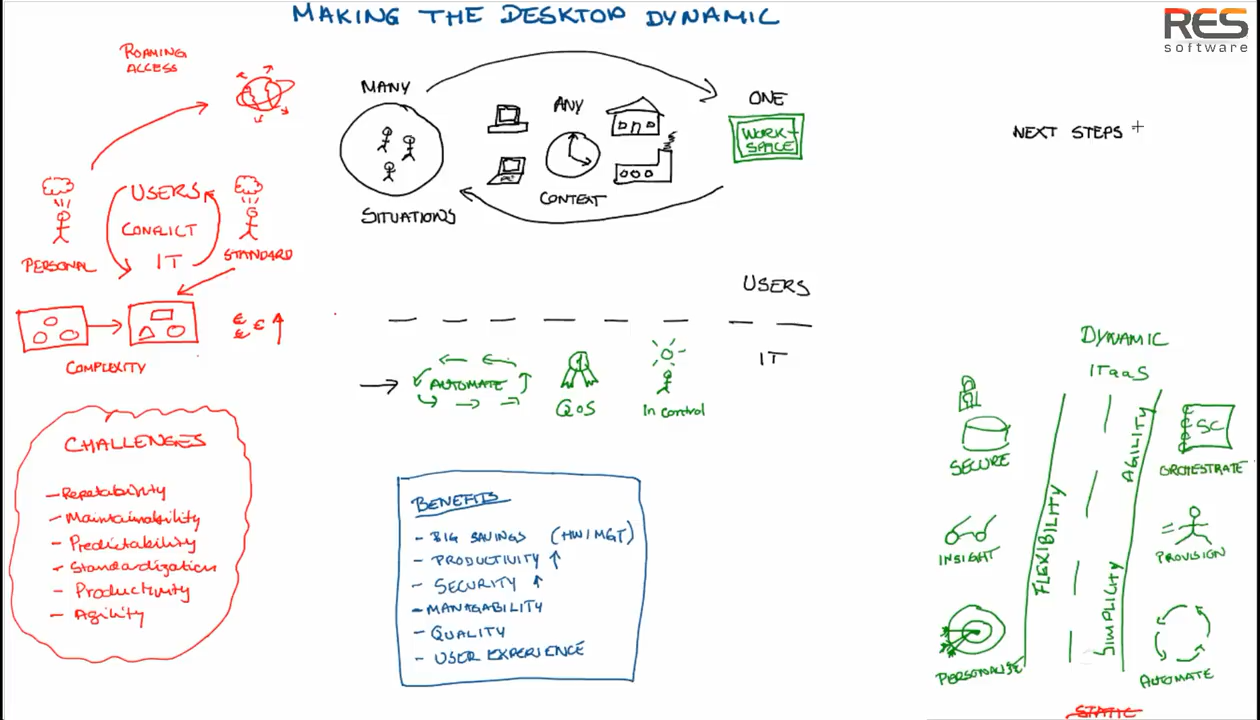 MAKING THE DESKTOP DYNAMIC
RES
software
ROAMING
ACCESS
USERS
CONFLICT
IT
PERSONAL
STANDARD
COMPLEXITY
€
€ €
CHALLENGES
- Repetability
- Maintainability
- Predictability
- Standardization
- Productivity
- Agility
MANY
SITUATIONS
ANY
CONTEXT
ONE
WORK-
SPACE
USERS
IT
AUTOMATE
1
QoS
In control
BENEFITS
- BIG SAVINGS (HW/MGT)
- PRODUCTIVITY ↑
- SECURITY ↑
- MANAGABILITY
- QUALITY
- USER EXPERIENCE
NEXT STEPS
DYNAMIC
ITaaS
SECURE
INSIGHT
PERSONALISE
FLEXIBILITY
SIMPLICITY
AGILITY
SC
ORCHESTRATE
PROVISION
AUTOMATE
STATIC